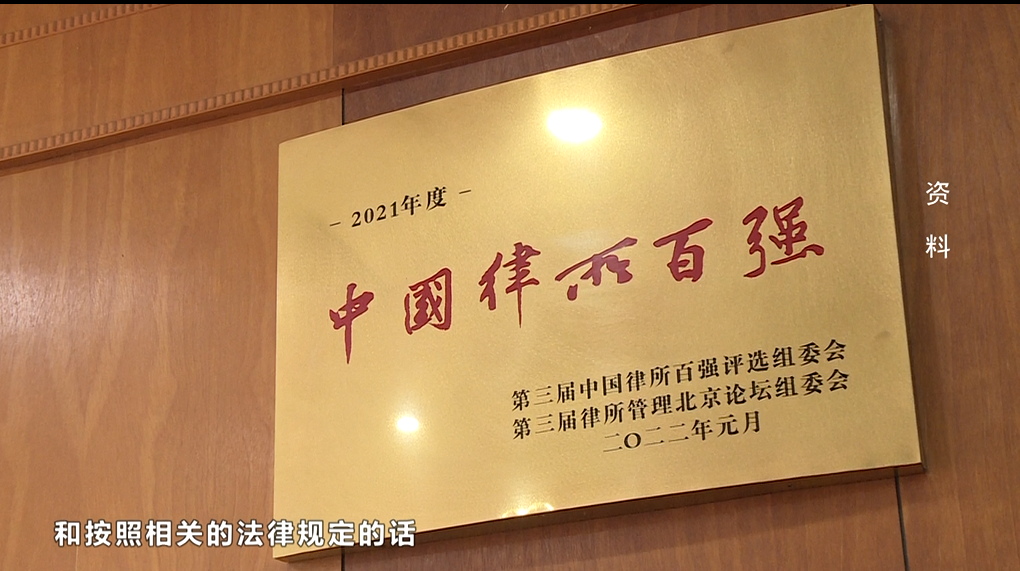 – 2021年度 –
中國律所百强
第三届中国律所百强评选组委会
第三届律所管理北京论坛组委会
二〇二二年元月
资
料
和按照相关的法律规定的话